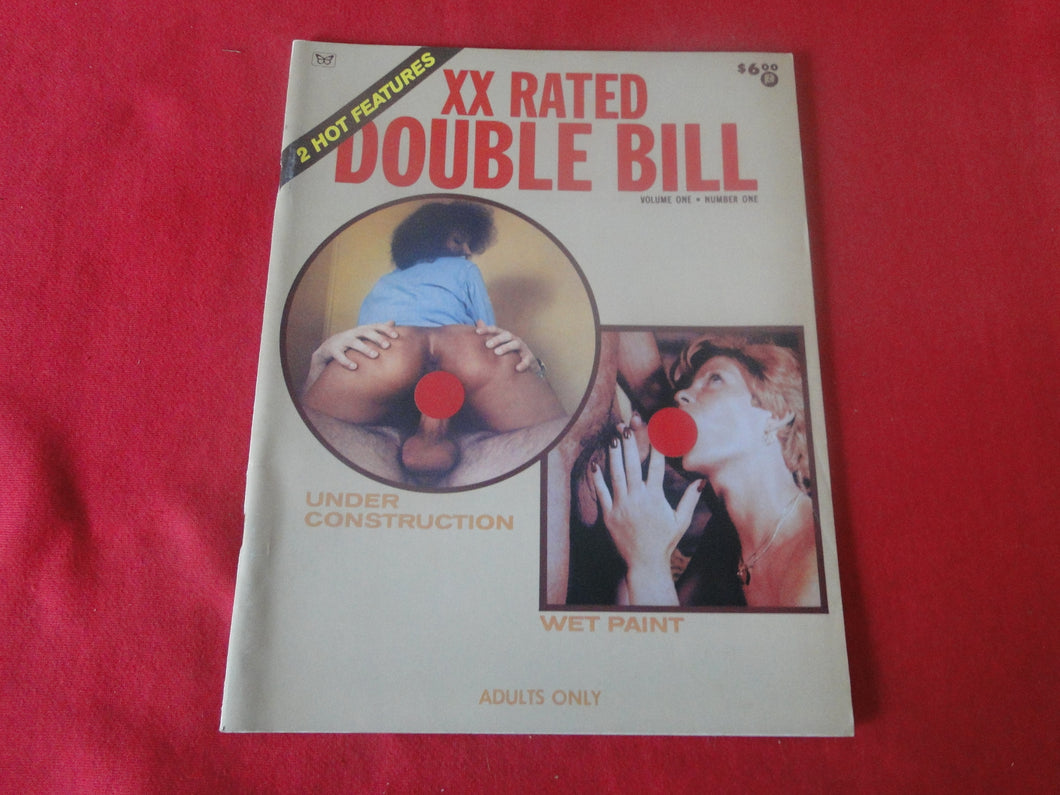 2 HOT FEATURES
XX RATED
DOUBLE BILL
VOLUME ONE • NUMBER ONE
$6.00
UNDER
CONSTRUCTION
WET PAINT
ADULTS ONLY